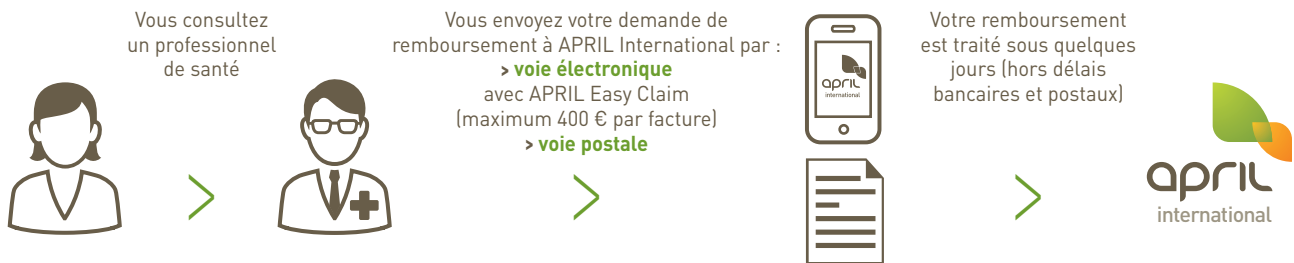 Vous consultez
un professionnel
de santé
Vous envoyez votre demande de
remboursement à APRIL International par :
> voie électronique
avec APRIL Easy Claim
(maximum 400 € par facture)
> voie postale
april
international
Votre remboursement
est traité sous quelques
jours (hors délais
bancaires et postaux)
april
international